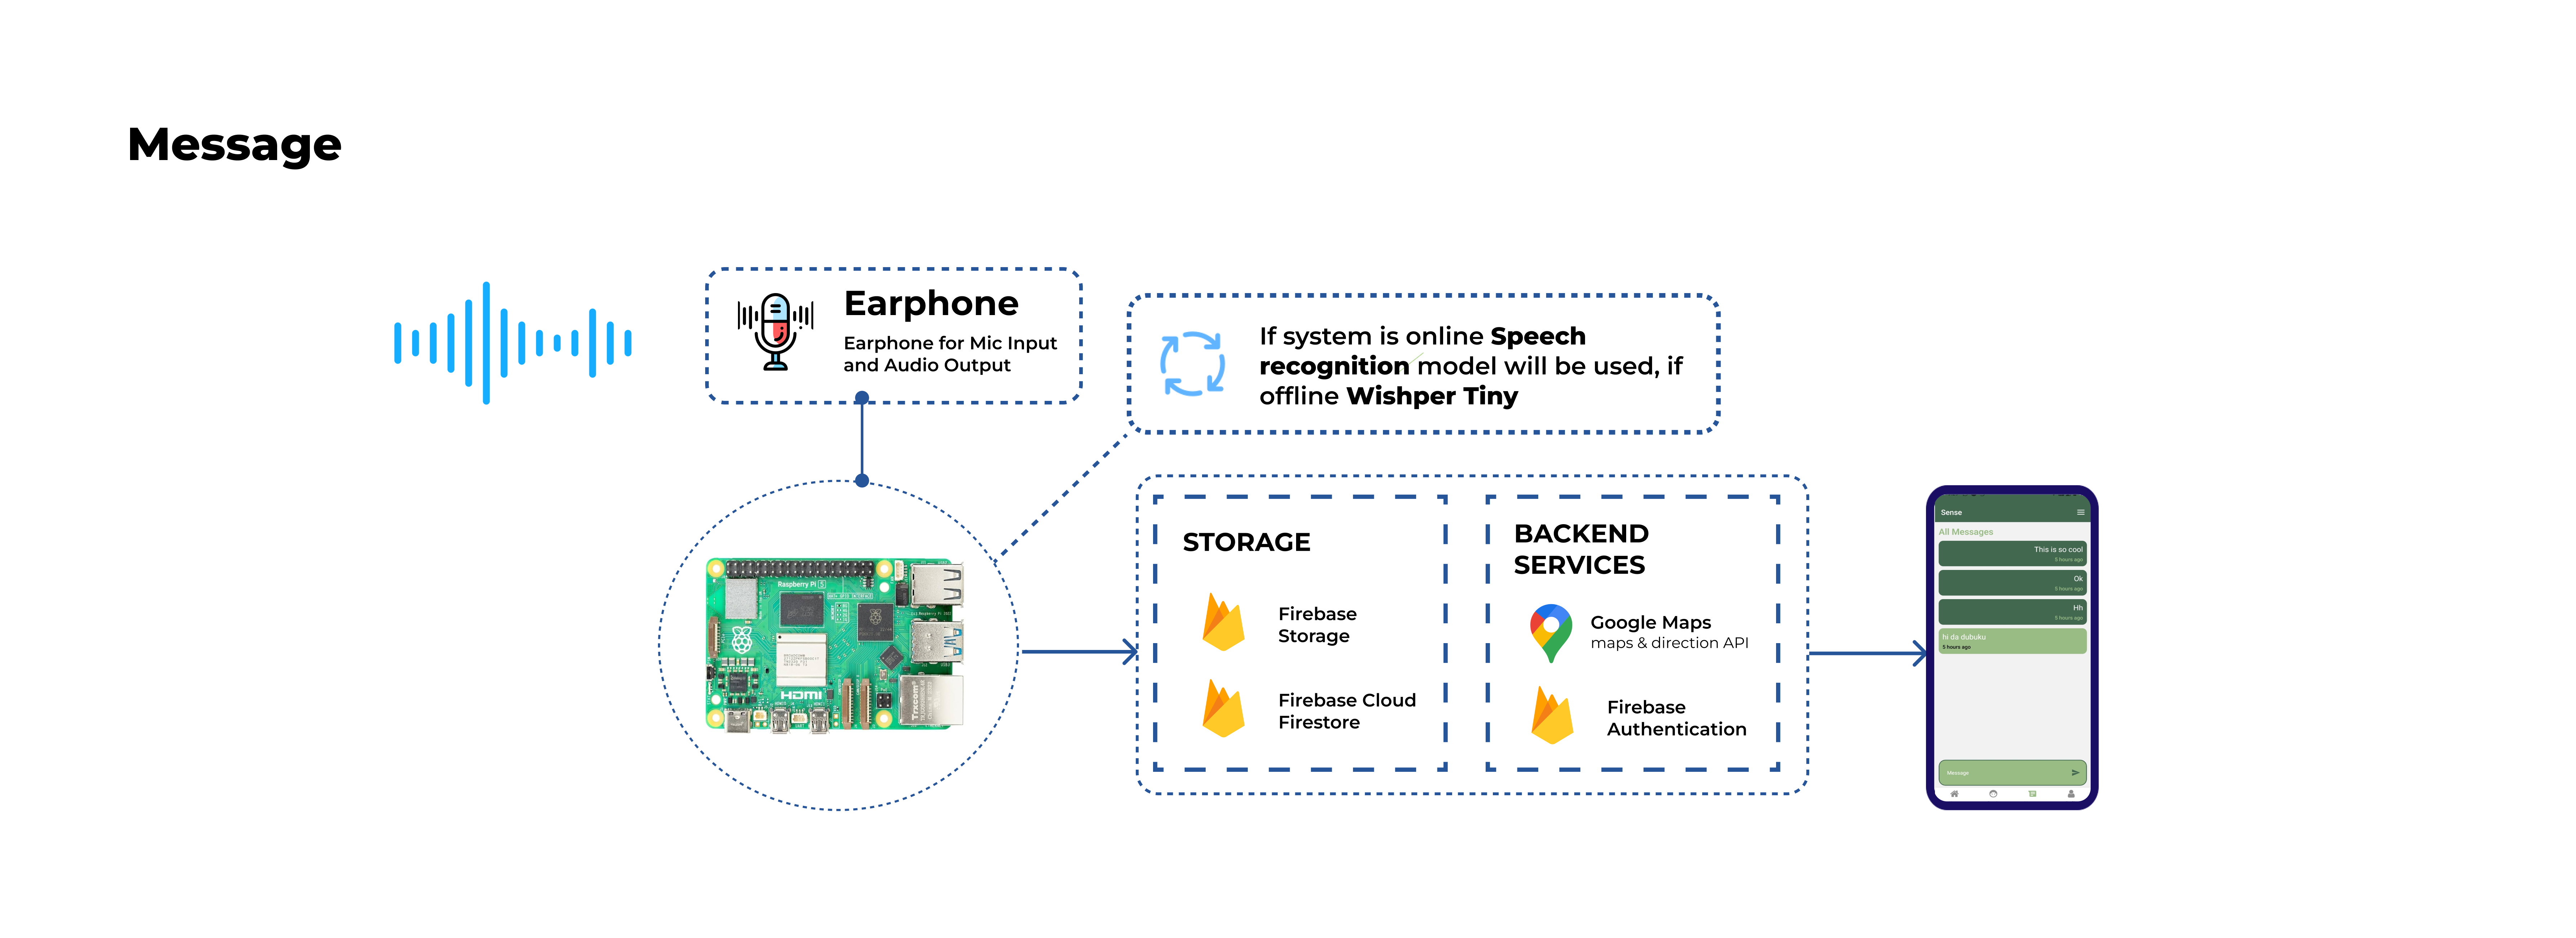 Message
Earphone
Earphone for Mic Input
and Audio Output
If system is online Speech
recognition model will be used, if
offline Wishper Tiny
Raspberry Pi 5
HDMI
Trxcom
STORAGE
Firebase
Storage
Firebase Cloud
Firestore
BACKEND
SERVICES
Google Maps
maps & direction API
Firebase
Authentication
Sense
All Messages
This is so cool
5 hours ago
Ok
5 hours ago
Hh
5 hours ago
hi da dubuku
5 hours ago
Message